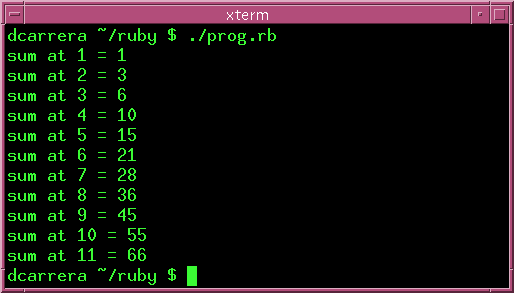 xterm
dcarrera ~/ruby $ ./prog.rb
sum at 1 = 1
sum at 2 = 3
sum at 3 = 6
sum at 4 = 10
sum at 5 = 15
sum at 6 = 21
sum at 7 = 28
sum at 8 = 36
sum at 9 = 45
sum at 10 = 55
sum at 11 = 66
dcarrera ~/ruby $